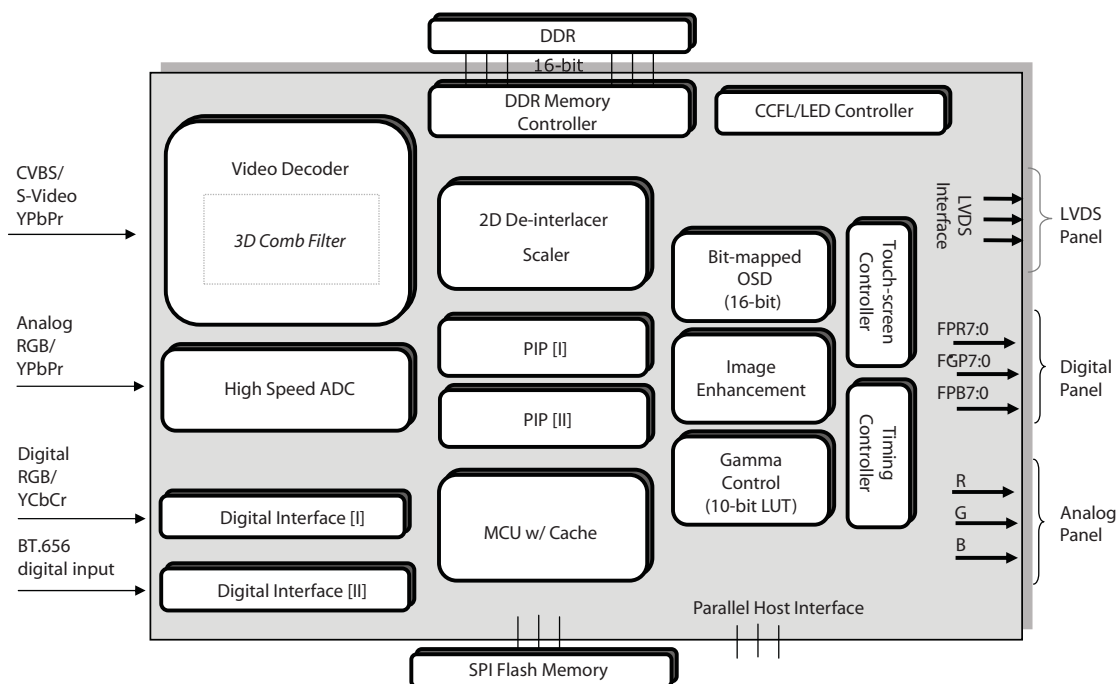 DDR
16-bit
DDR Memory
Controller
CCFL/LED Controller
CVBS/
S-Video
YPbPr
Video Decoder
3D Comb Filter
2D De-interlacer
Scaler
Bit-mapped
OSD
(16-bit)
Touch-screen
Controller
LVDS
Interface
LVDS
Panel
Analog
RGB/
YPbPr
High Speed ADC
PIP [I]
PIP [II]
Image
Enhancement
FPR7:0
FGP7:0
FPB7:0
Digital
Panel
Digital
RGB/
YCbCr
Digital Interface [I]
MCU w/ Cache
Gamma
Control
(10-bit LUT)
Timing
Controller
R
G
B
Analog
Panel
BT.656
digital input
Digital Interface [II]
Parallel Host Interface
SPI Flash Memory